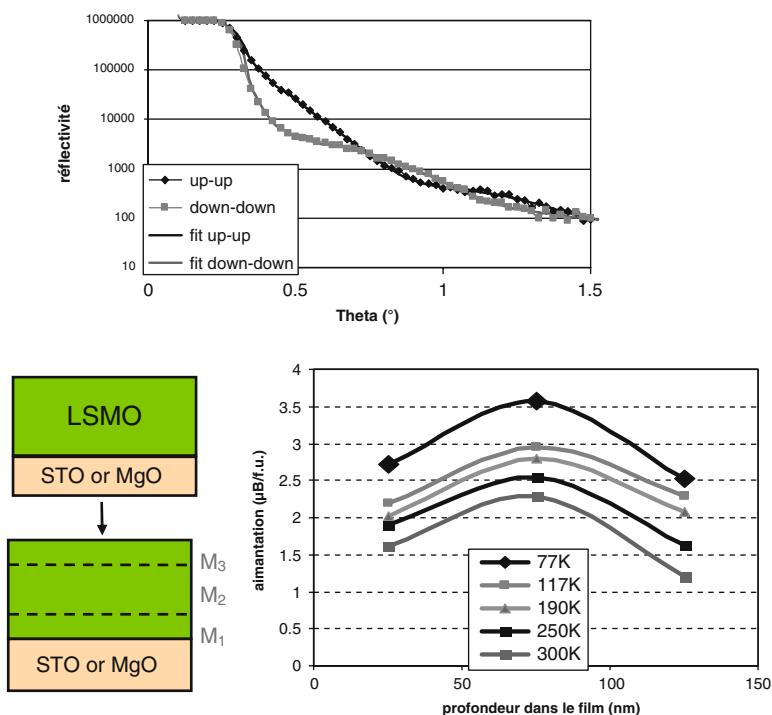 1000000
100000
10000
1000
100
10
réflectivité
up-up
down-down
fit up-up
fit down-down
0
0.5
1
1.5
Theta (°)
LSMO
STO or MgO
M3
M2
M1
STO or MgO
4
3.5
3
2.5
2
1.5
1
0.5
0
aimantation (µB/f.u.)
77K
117K
190K
250K
300K
0
50
100
150
profondeur dans le film (nm)